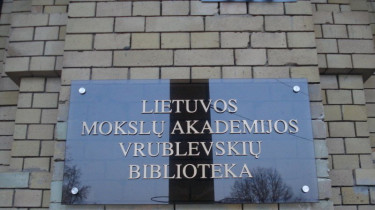 LIETUVOS
MOKSLŲ AKADEMIJOS
VRUBLEVSKIŲ
BIBLIOTEKA